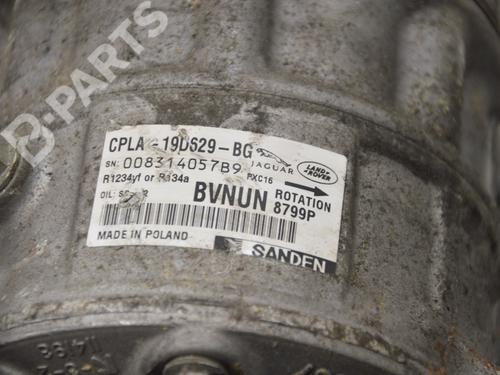 B-PARTS
CPLA-19D629-BG
SN: 008314057B9
JAGUAR
LAND ROVER
R1234yf or R134a
PXC16
ROTATION
BVNUN 8799P
MADE IN POLAND
SANDEN